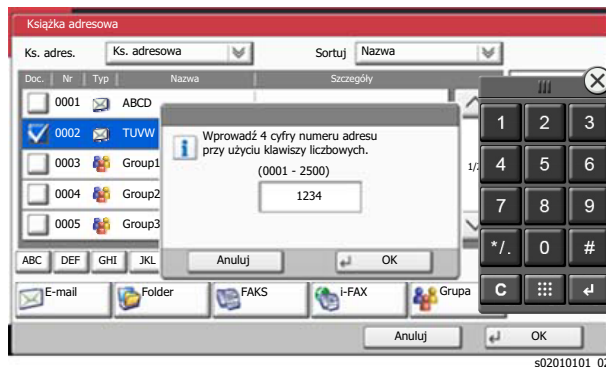 Książka adresowa
Ks. adres. Ks. adresowa Sortuj Nazwa
Doc. Nr Typ Nazwa Szczegóły
0001 ABCD
0002 TUVW
0003 Group1
0004 Group2
0005 Group3
1/
Wprowadź 4 cyfry numeru adresu
przy użyciu klawiszy liczbowych.
(0001 - 2500)
1234
Anuluj OK
ABC DEF GHI JKL
E-mail Folder FAKS i-FAX Grupa
Anuluj OK
1 2 3
4 5 6
7 8 9
*/. 0 #
C
s02010101_02